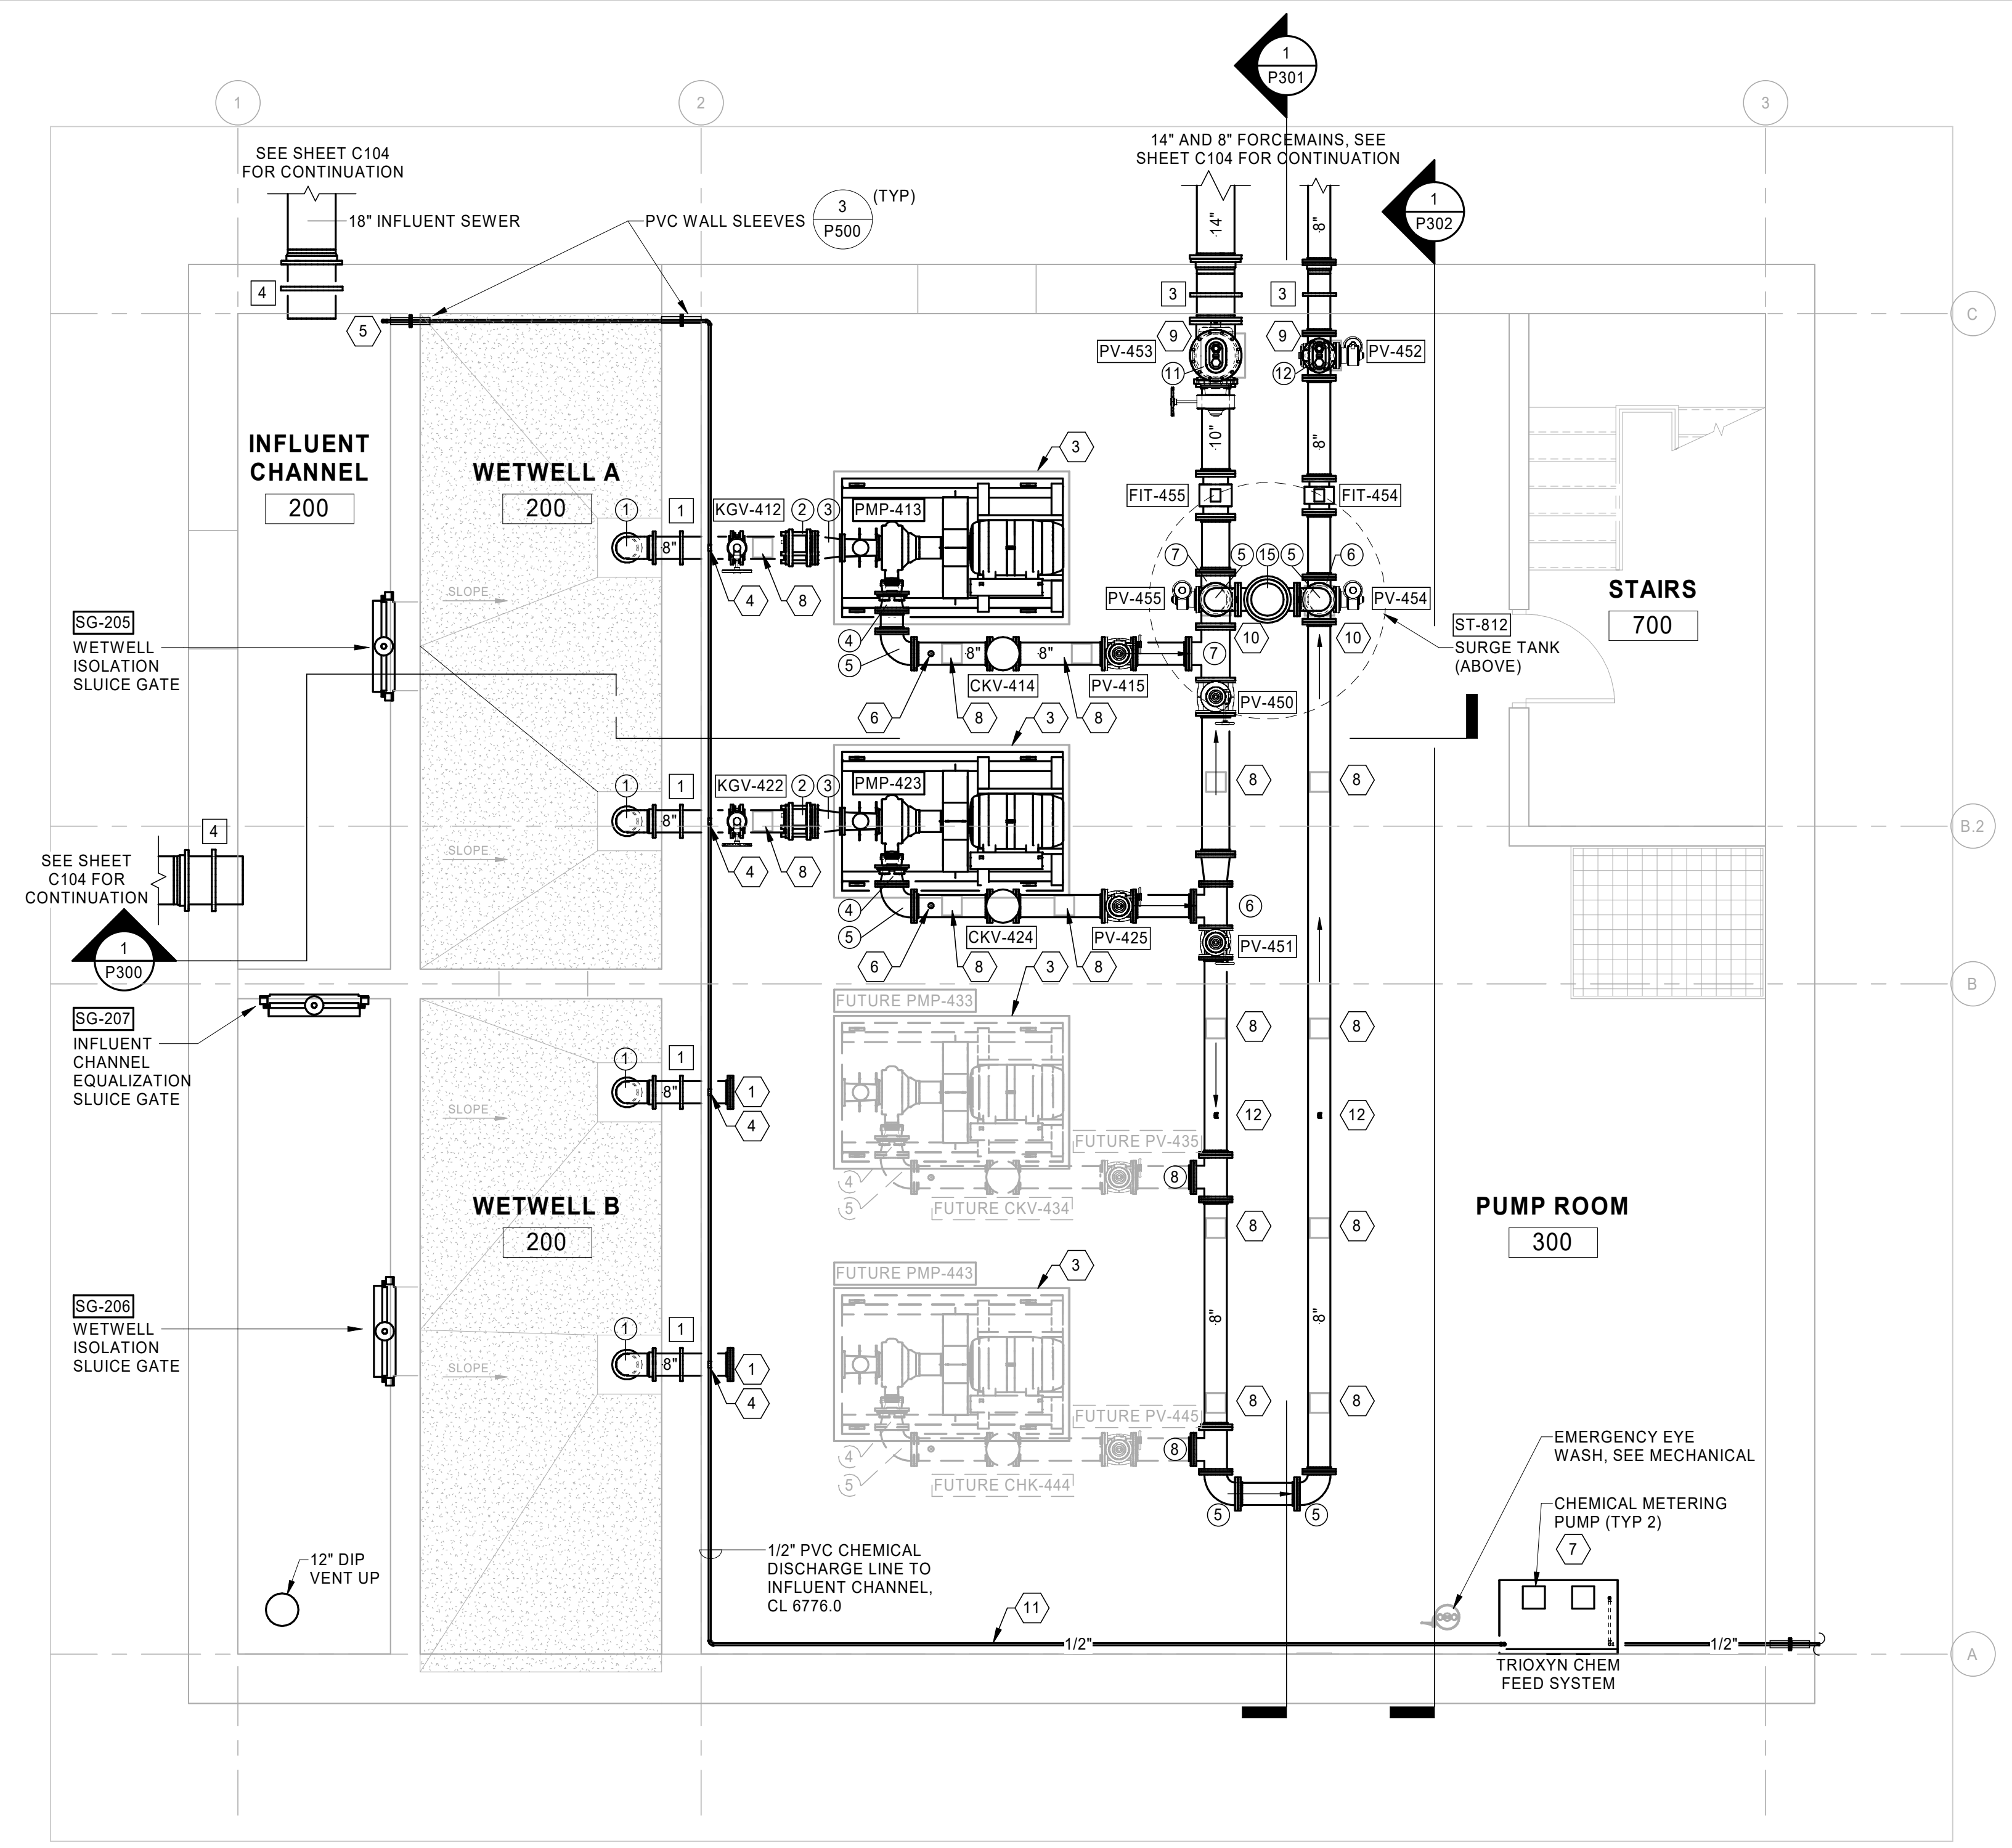 1
P301
1
2
3
14" AND 8" FORCEMAINS, SEE
SHEET C104 FOR CONTINUATION
SEE SHEET C104
FOR CONTINUATION
18" INFLUENT SEWER
PVC WALL SLEEVES
3
P500
(TYP)
1
P302
14"
8"
4
3
3
C
5
9
9
PV-453
PV-452
11
12
INFLUENT
CHANNEL
200
WETWELL A
200
10"
8"
3
1
1
KGV-412
2
3
PMP-413
FIT-455
FIT-454
8"
4
8
7
5
15
5
6
SLOPE
PV-455
PV-454
STAIRS
700
SG-205
WETWELL
ISOLATION
SLUICE GATE
4
5
8"
8"
7
10
10
ST-812
SURGE TANK
(ABOVE)
CKV-414
PV-415
PV-450
6
8
3
8
1
1
KGV-422
2
3
PMP-423
8
8
8"
4
8
4
B.2
SEE SHEET
C104 FOR
CONTINUATION
SLOPE
4
5
6
1
P300
CKV-424
PV-425
PV-451
6
8
3
8
B
SG-207
INFLUENT
CHANNEL
EQUALIZATION
SLUICE GATE
FUTURE PMP-433
8
8
1
1
8"
1
4
SLOPE
12
12
FUTURE PV-435
4
5
8
FUTURE CKV-434
WETWELL B
200
PUMP ROOM
300
8
8
FUTURE PMP-443
3
SG-206
WETWELL
ISOLATION
SLUICE GATE
1
1
8"
1
4
SLOPE
8"
8"
8
8
FUTURE PV-445
4
5
8
FUTURE CHK-444
5
5
EMERGENCY EYE
WASH, SEE MECHANICAL
CHEMICAL METERING
PUMP (TYP 2)
7
12" DIP
VENT UP
1/2" PVC CHEMICAL
DISCHARGE LINE TO
INFLUENT CHANNEL,
CL 6776.0
11
1/2"
1/2"
A
TRIOXYN CHEM
FEED SYSTEM